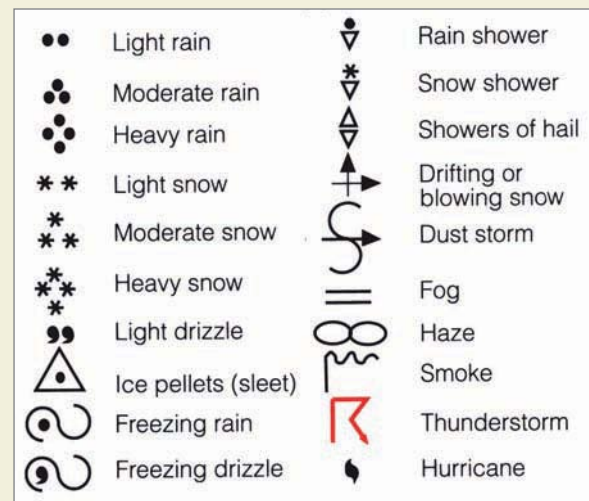 Light rain
Moderate rain
Heavy rain
Light snow
Moderate snow
Heavy snow
Light drizzle
Ice pellets (sleet)
Freezing rain
Freezing drizzle
Rain shower
Snow shower
Showers of hail
Drifting or
blowing snow
Dust storm
Fog
Haze
Smoke
Thunderstorm
Hurricane